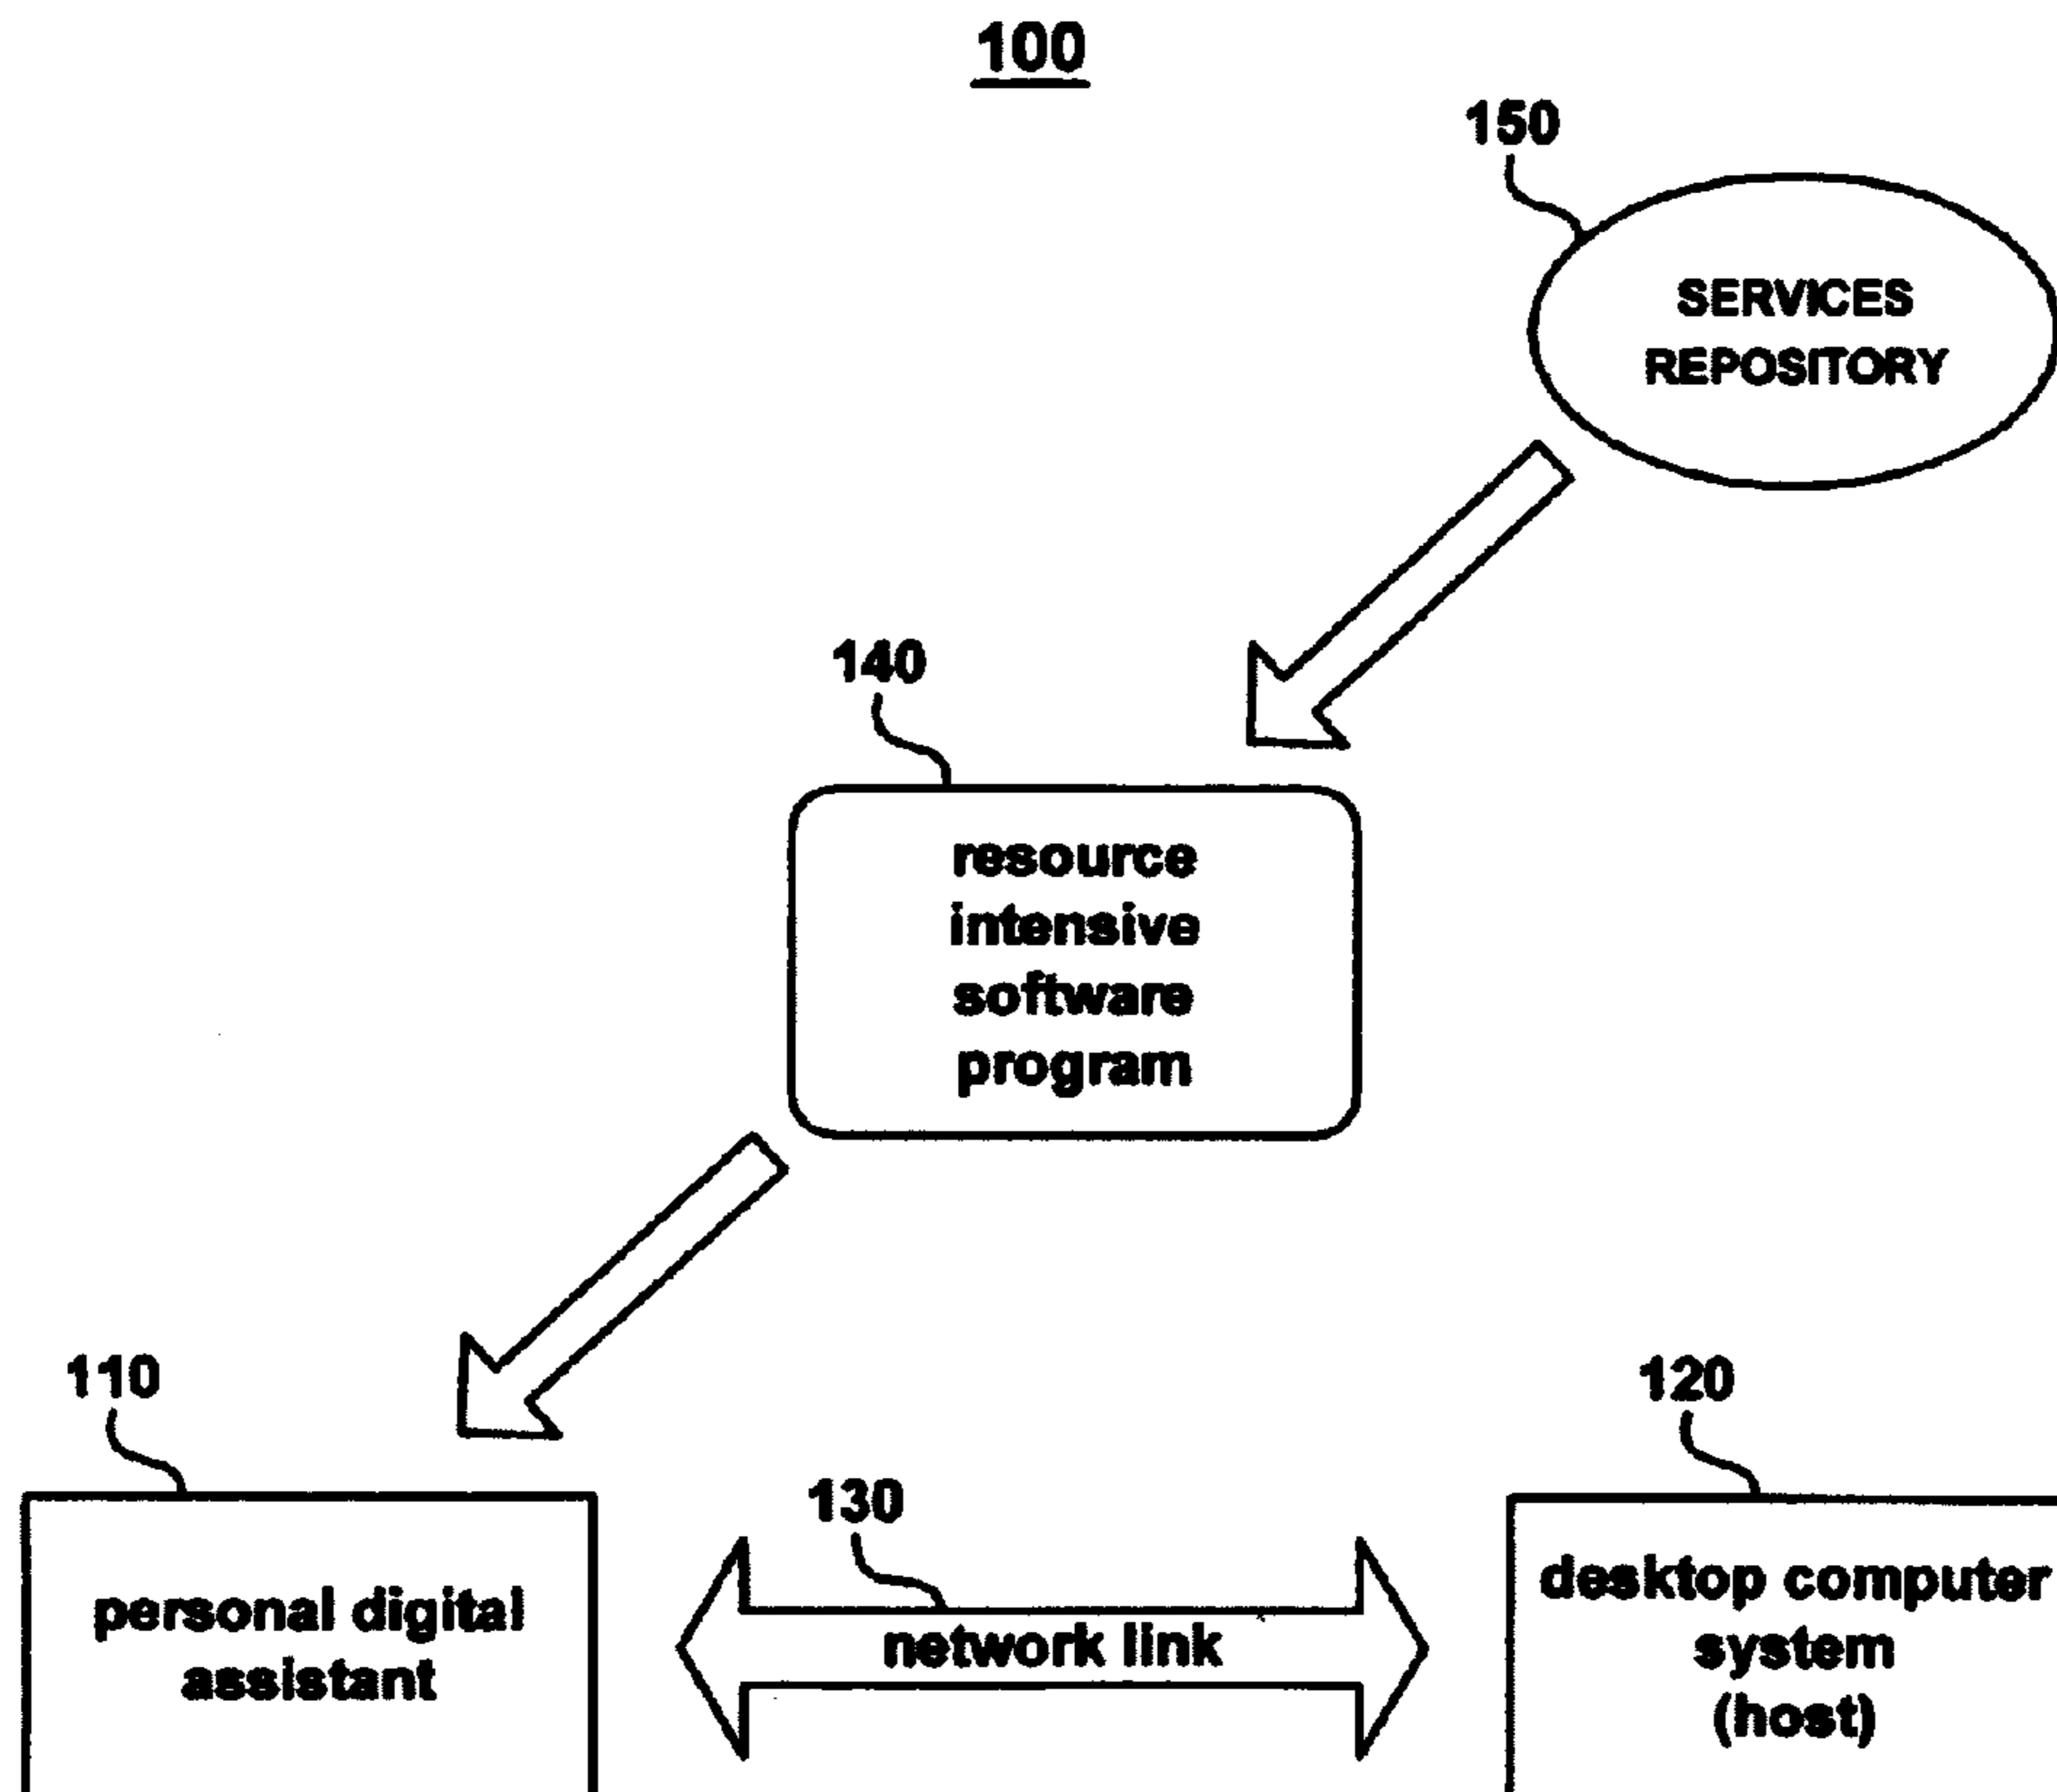 100
150
SERVICES
REPOSITORY
140
resource
intensive
software
program
110
120
130
personal digital
assistant
network link
desktop computer
system
(host)